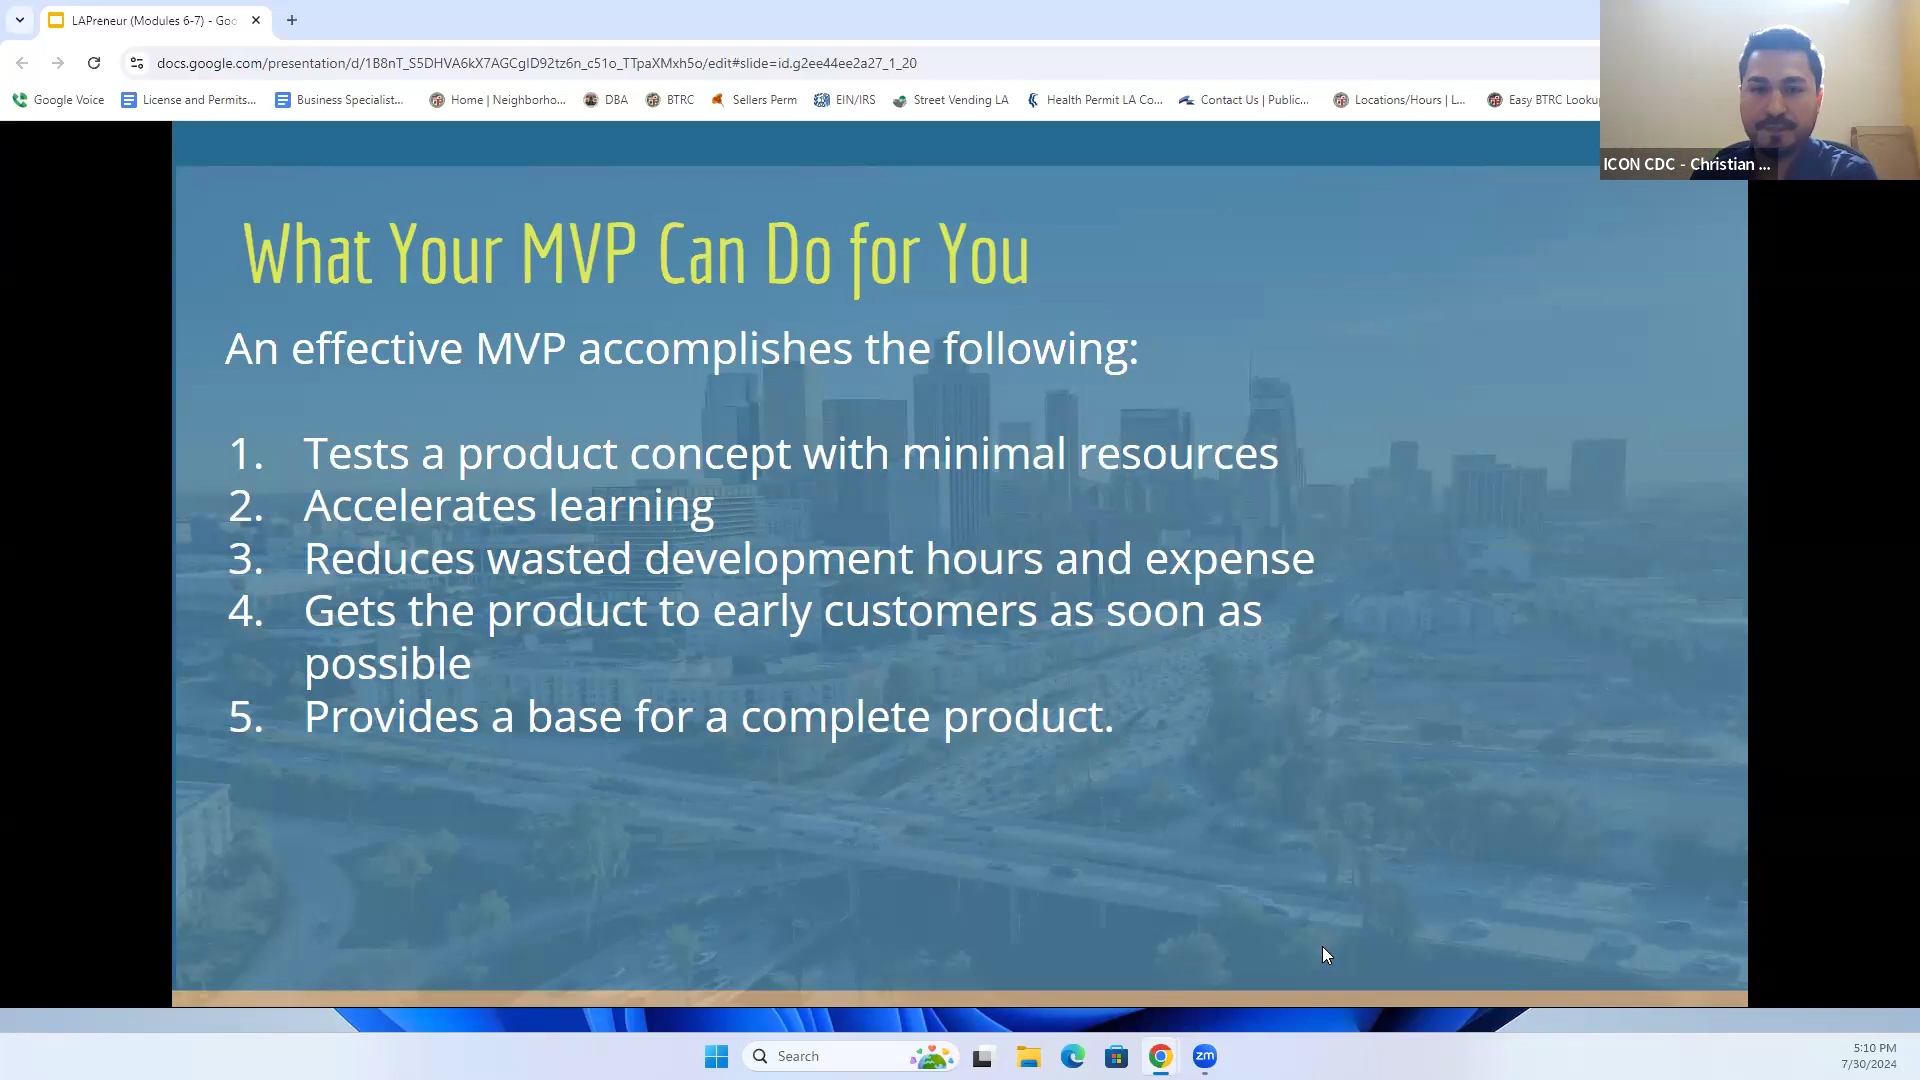 LAPreneur (Modules 6-7) - Goo
docs.google.com/presentation/d/1B8nT_S5DHVA6kX7AGCgID92tz6n_c51o_TTpaXMxh5o/edit#slide=id.g2ee44ee2a27_1_20
Google Voice License and Permits... Business Specialist... Home | Neighborho... DBA BTRC Sellers Perm EIN/IRS Street Vending LA Health Permit LA Co... Contact Us | Public... Locations/Hours | L... Easy BTRC Looku
ICON CDC - Christian ...
What Your MVP Can Do for You
An effective MVP accomplishes the following:
1. Tests a product concept with minimal resources
2. Accelerates learning
3. Reduces wasted development hours and expense
4. Gets the product to early customers as soon as
possible
5. Provides a base for a complete product.
Search
zm
5:10 PM
7/30/2024